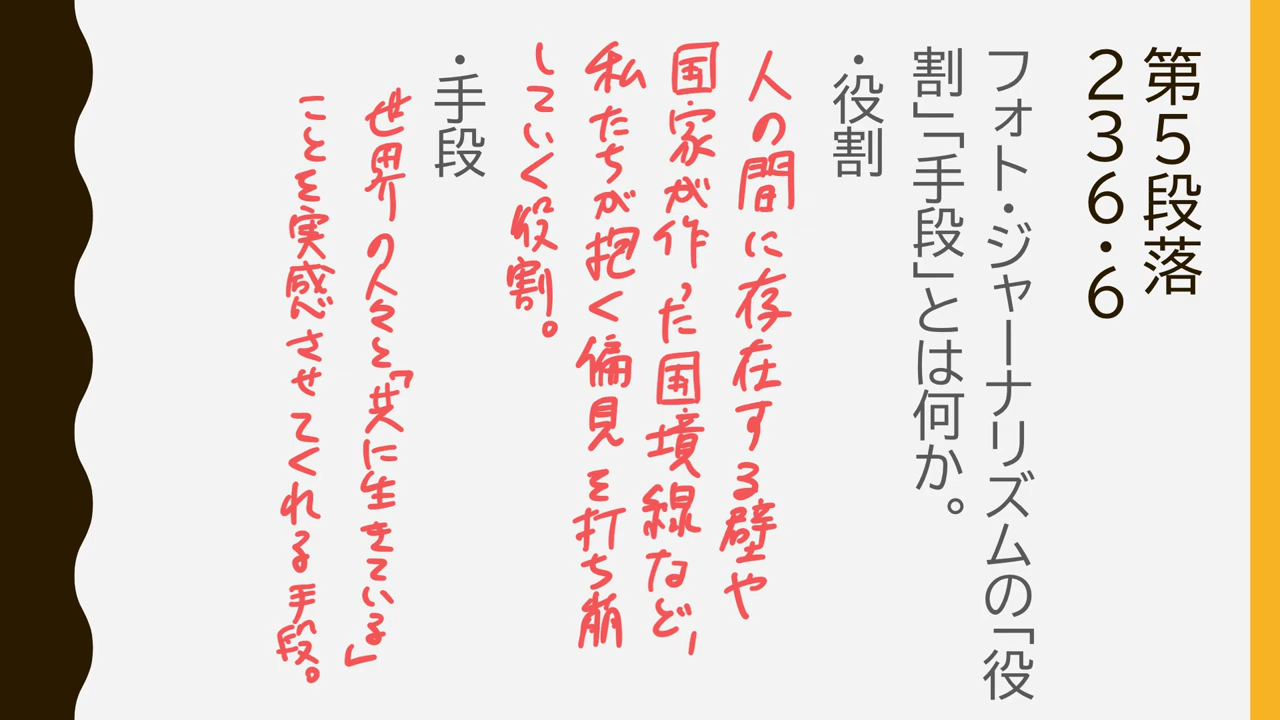 第5段落
236・6
フォト・ジャーナリズムの「役
割」「手段」とは何か。
・役割
人の間に存在する壁や
国家が作った国境線など、
私たちが抱く偏見を打ち崩
していく役割。
・手段
世界の人々と「共に生きている」
ことを実感させてくれる手段。